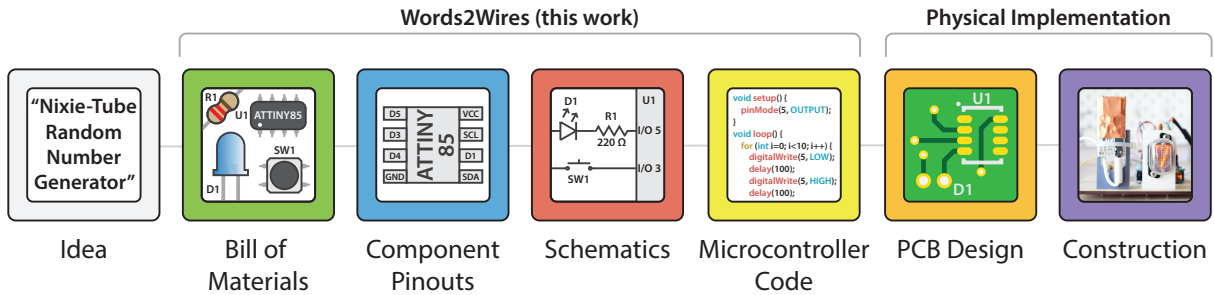 Words2Wires (this work)
Physical Implementation
“Nixie-Tube
Random
Number
Generator”
R1
U1
ATTINY85
SW1
D1
D5
D3
D4
GND
ATTINY
85
VCC
SCL
D1
SDA
D1
U1
R1
I/O 5
220 Ω
I/O 3
SW1
void setup() {
pinMode(5, OUTPUT);
}
void loop() {
for (int i=0; i<10; i++) {
digitalWrite(5, LOW);
delay(100);
digitalWrite(5, HIGH);
delay(100);
U1
D1
Idea
Bill of
Materials
Component
Pinouts
Schematics
Microcontroller
Code
PCB Design
Construction